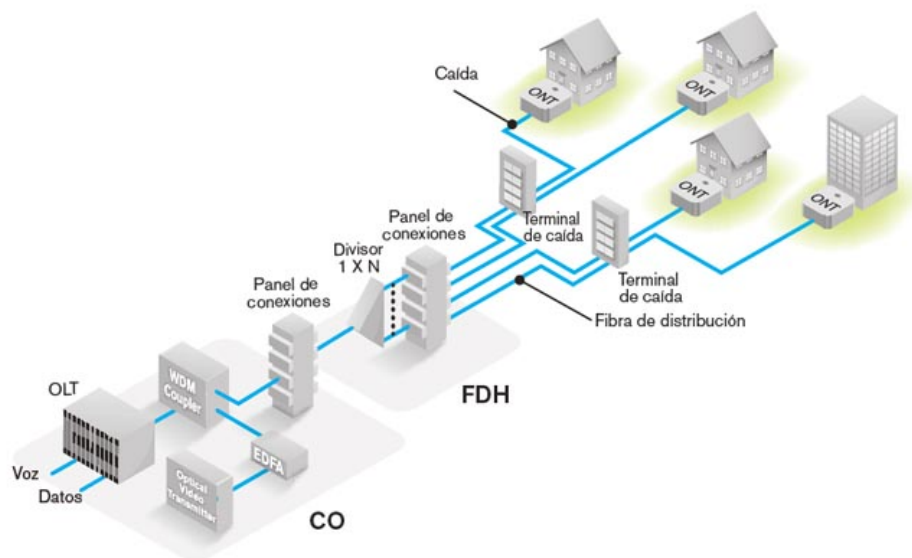 Caída
ONT
ONT
ONT
ONT
Panel de
conexiones
Terminal
de caída
Divisor
1 X N
Panel de
conexiones
Terminal
de caída
Fibra de distribución
FDH
OLT
WDM
Coupler
EDFA
Voz
Datos
Optical
Video
Transmitter
CO